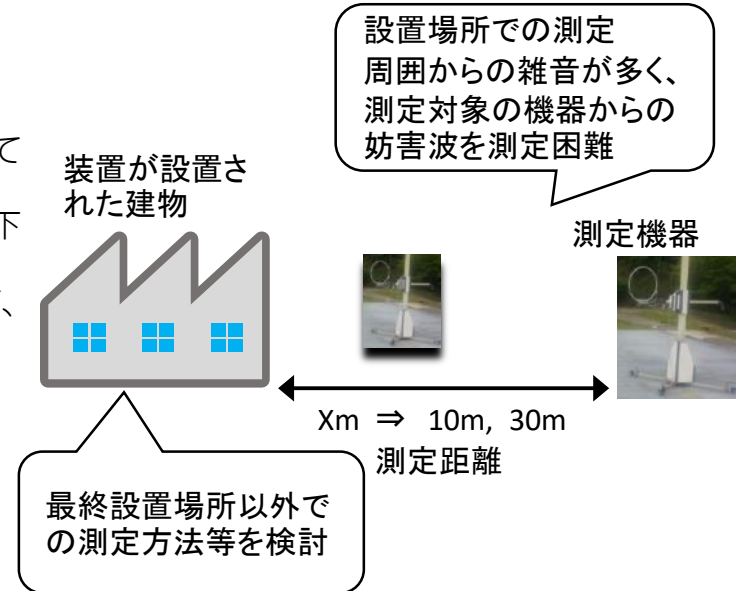 設置場所での測定
周囲からの雑音が多く、
測定対象の機器からの
妨害波を測定困難
て
下
、
装置が設置さ
れた建物
測定機器
Xm ⇒ 10m, 30m
測定距離
最終設置場所以外で
の測定方法等を検討